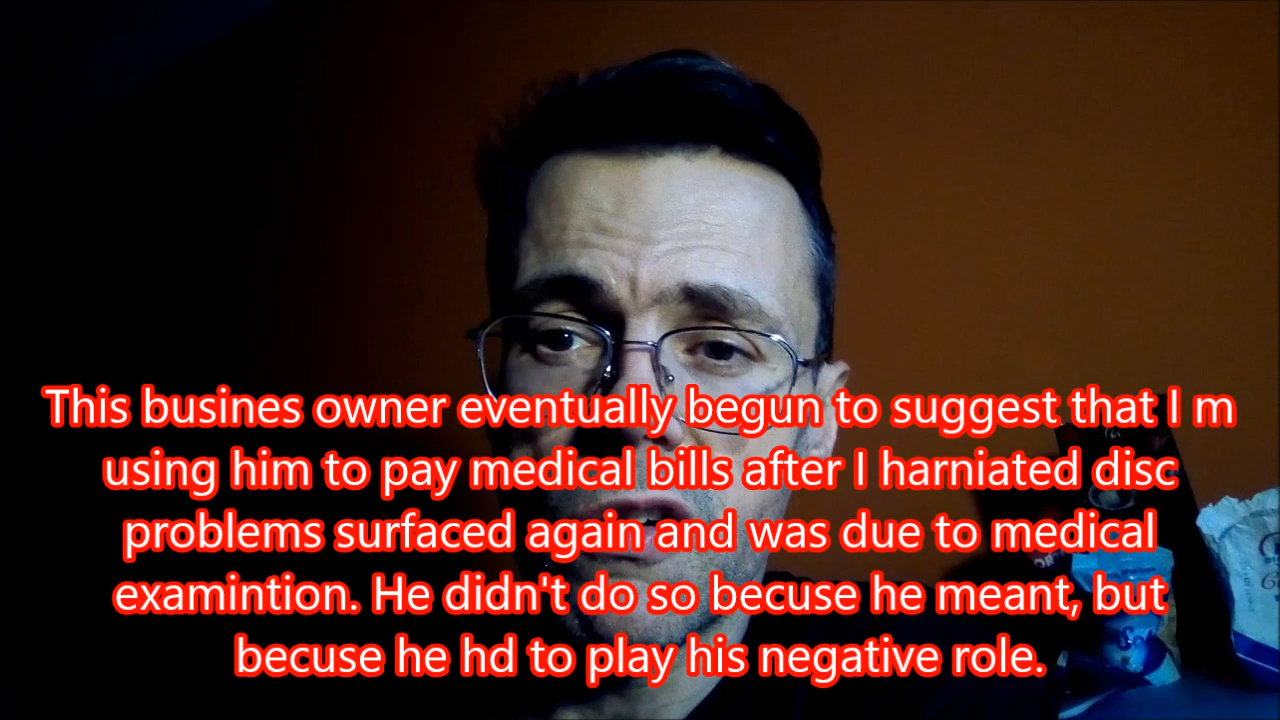 This busines owner eventually begun to suggest that I m
using him to pay medical bills after I harniated disc
problems surfaced again and was due to medical
examintion. He didn't do so becuse he meant, but
becuse he hd to play his negative role.